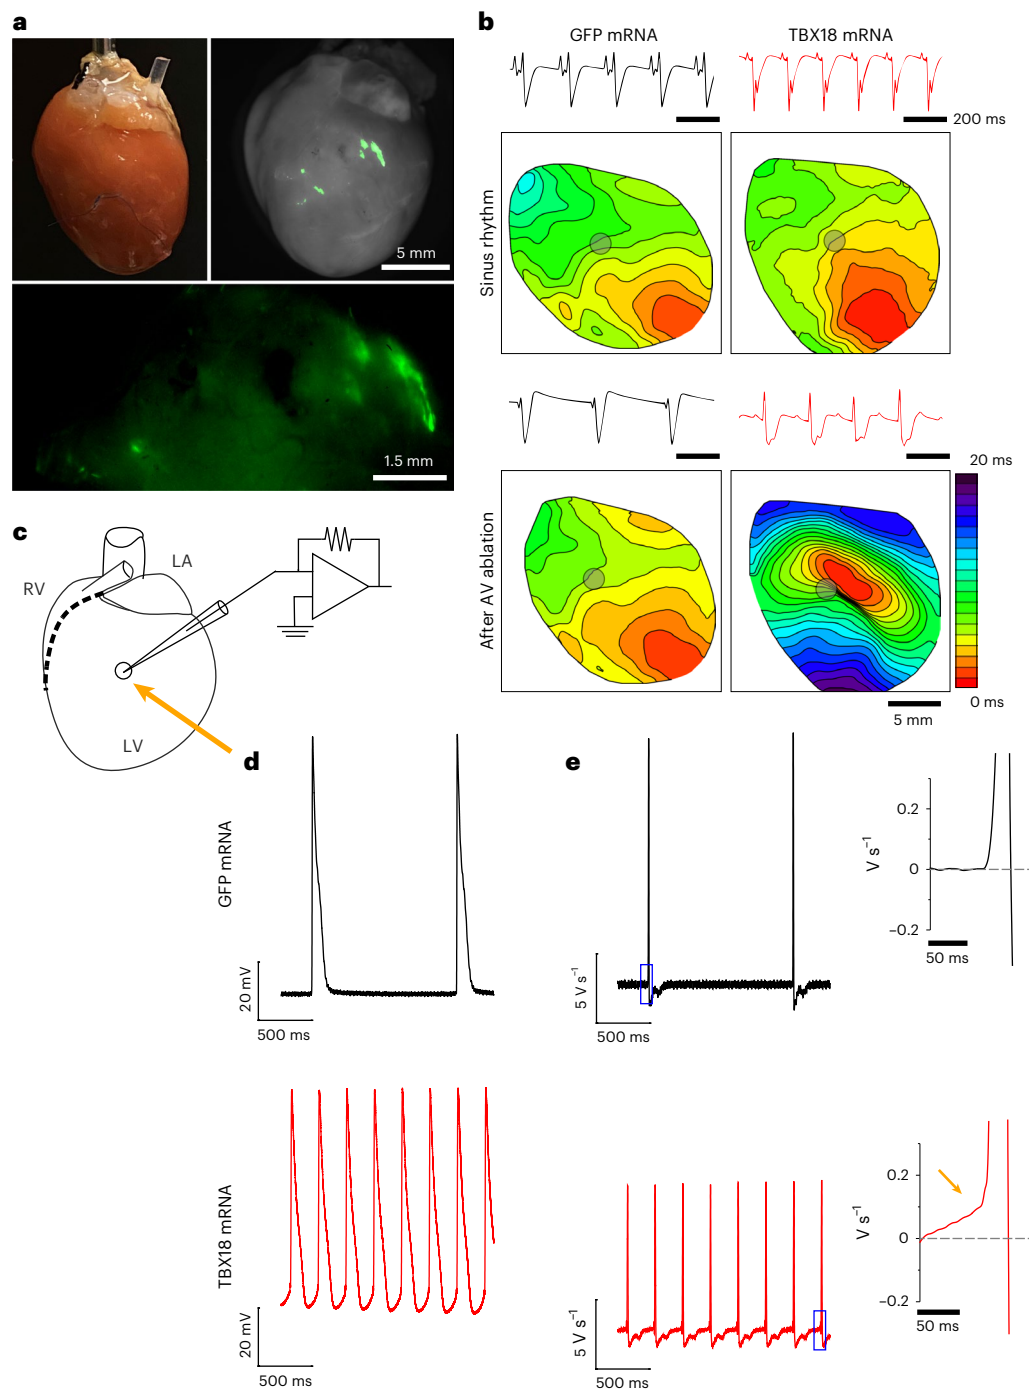 a
5 mm
1.5 mm
b
GFP mRNA
TBX18 mRNA
200 ms
Sinus rhythm
After AV ablation
20 ms
0 ms
5 mm
c
RV
LA
LV
d
GFP mRNA
20 mV
500 ms
TBX18 mRNA
20 mV
500 ms
e
5 V s⁻¹
500 ms
V s⁻¹
0.2
0
–0.2
50 ms
5 V s⁻¹
500 ms
V s⁻¹
0.2
0
–0.2
50 ms